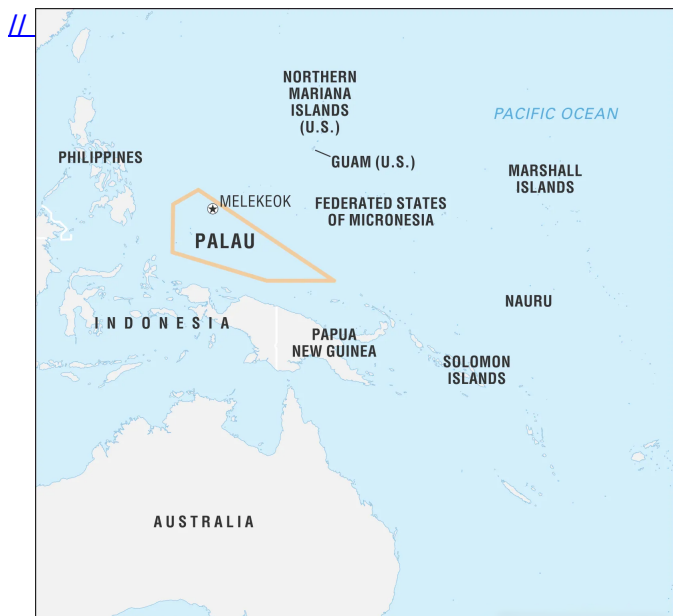 //
NORTHERN
MARIANA
ISLANDS
(U.S.)
PACIFIC OCEAN
PHILIPPINES
GUAM (U.S.)
MARSHALL
ISLANDS
MELEKEOK
FEDERATED STATES
OF MICRONESIA
PALAU
NAURU
INDONESIA
PAPUA
NEW GUINEA
SOLOMON
ISLANDS
AUSTRALIA